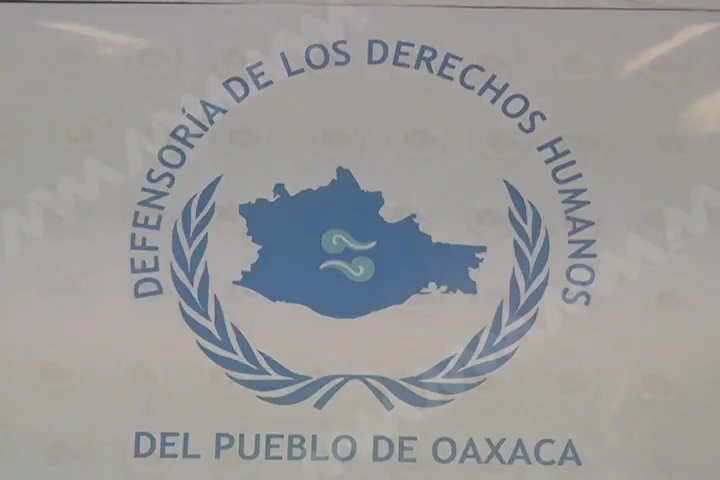 DEFENSORÍA DE LOS DERECHOS HUMANOS
DEL PUEBLO DE OAXACA